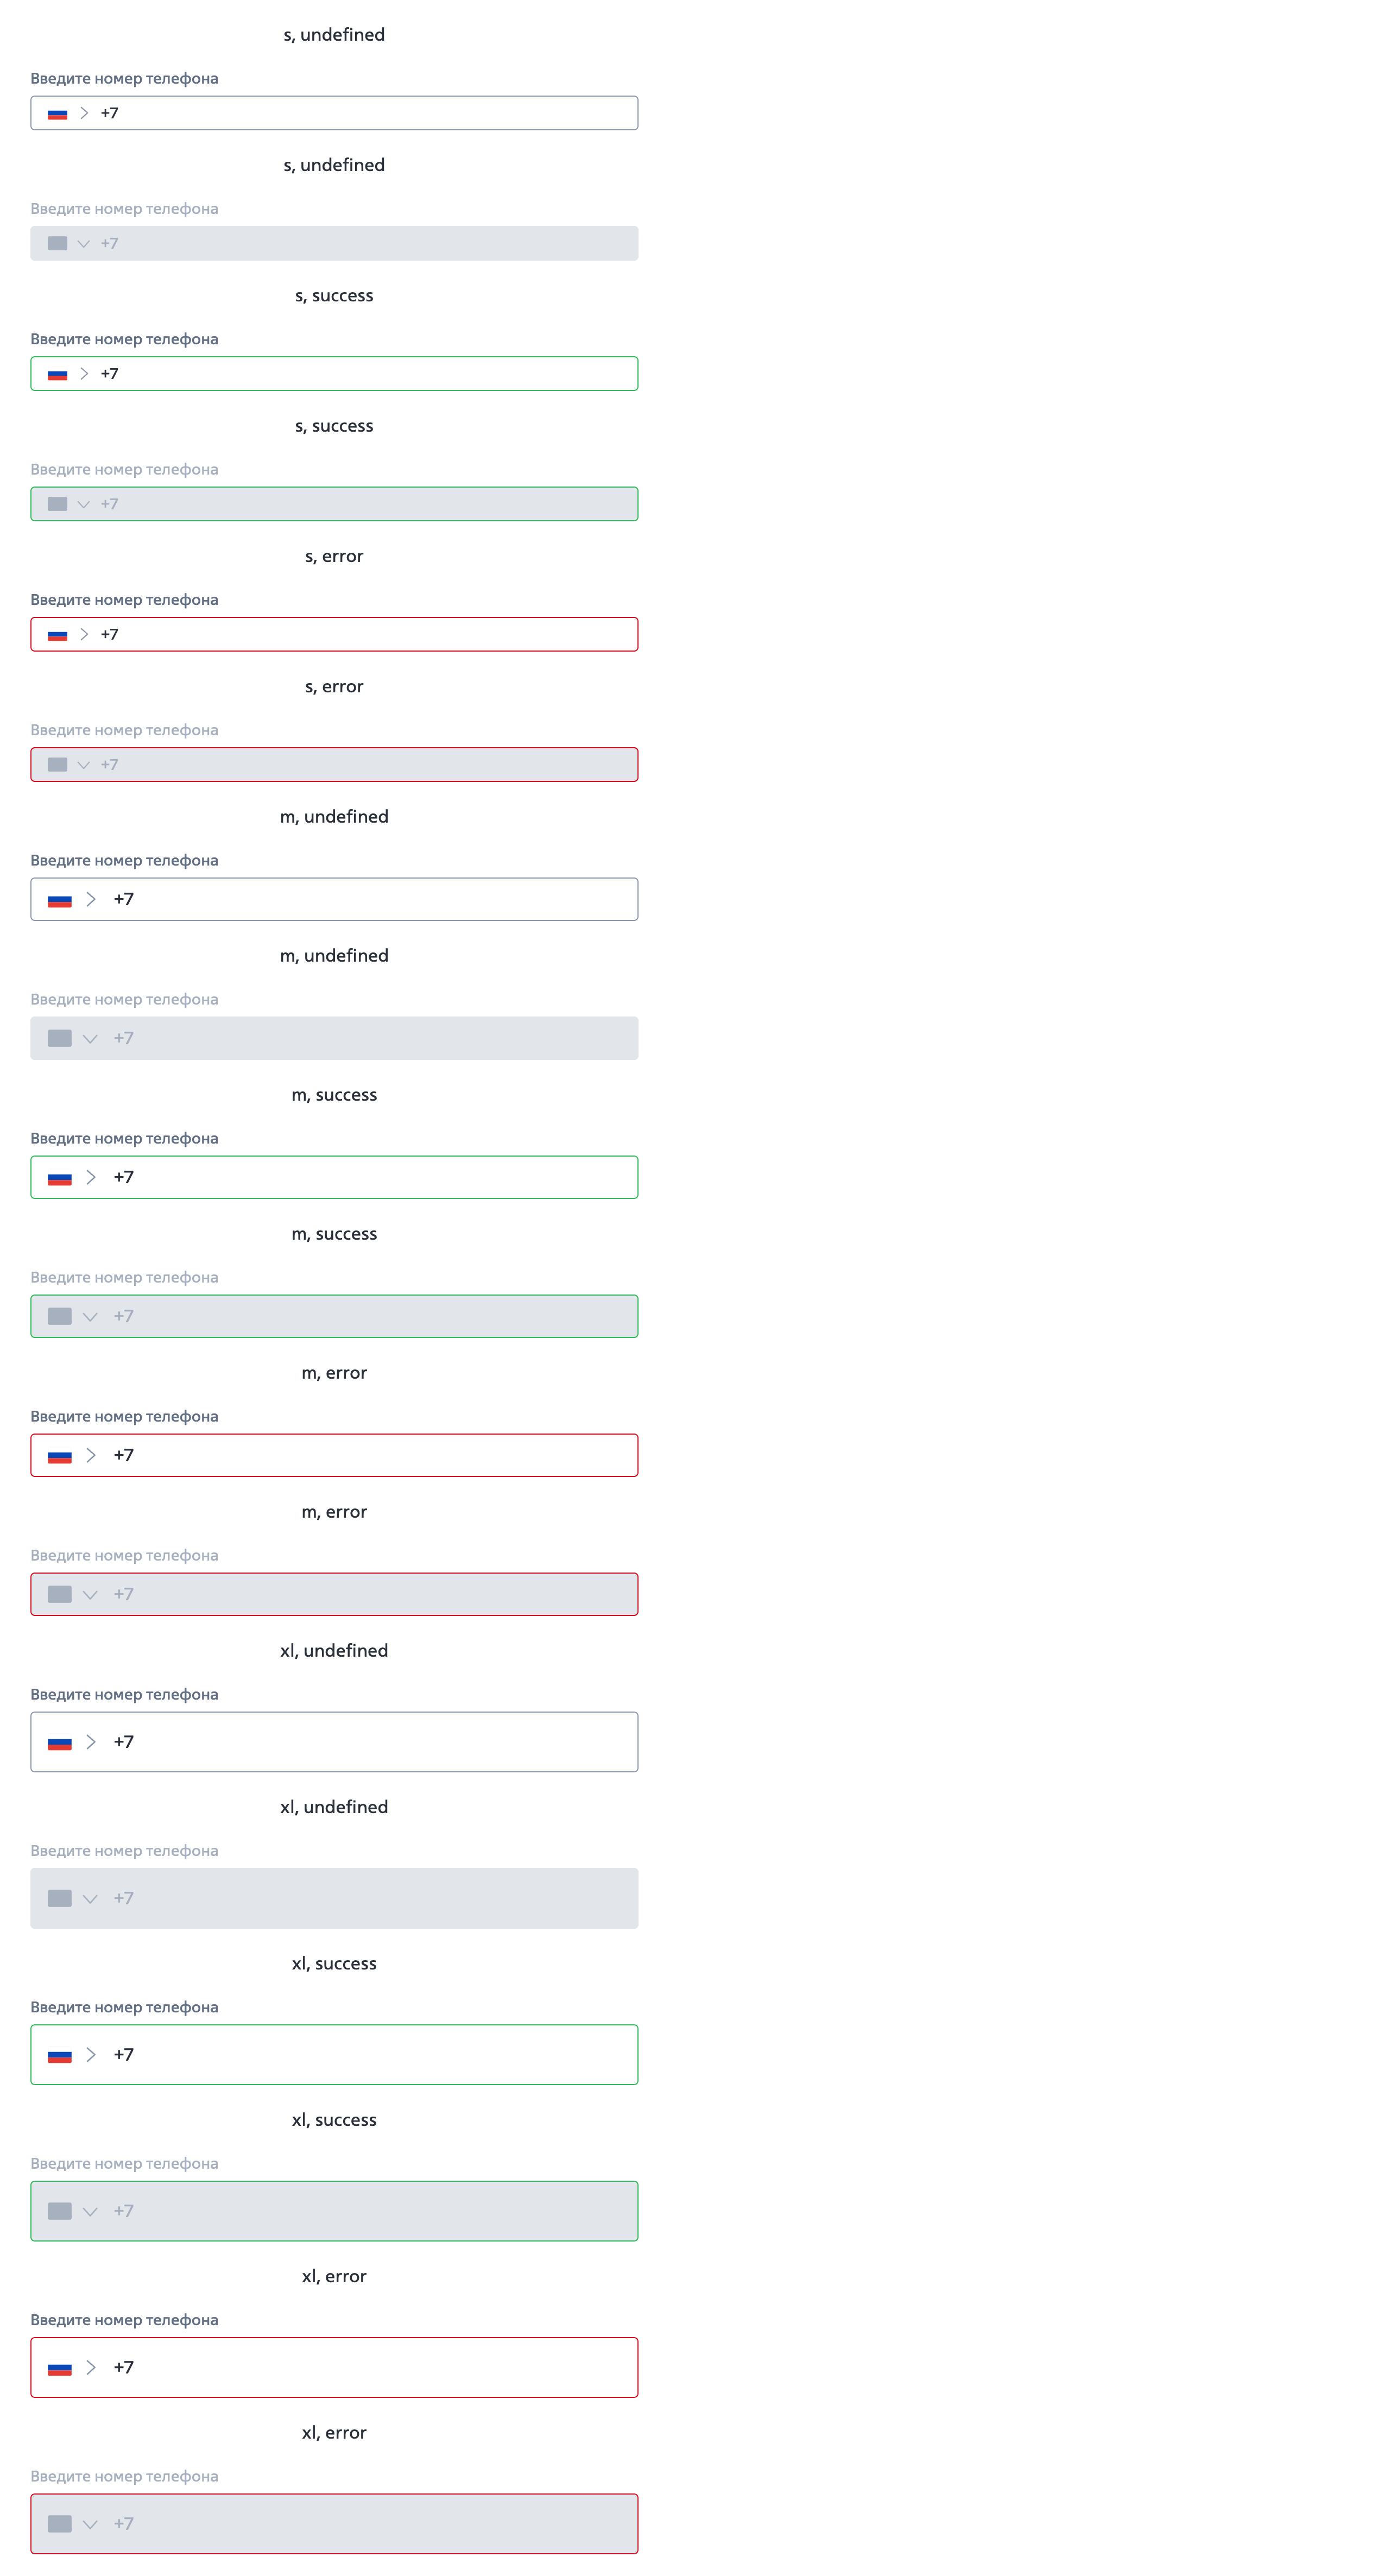 s, undefined
Введите номер телефона
+7
s, undefined
Введите номер телефона
+7
s, success
Введите номер телефона
+7
s, success
Введите номер телефона
+7
s, error
Введите номер телефона
+7
s, error
Введите номер телефона
+7
m, undefined
Введите номер телефона
+7
m, undefined
Введите номер телефона
+7
m, success
Введите номер телефона
+7
m, success
Введите номер телефона
+7
m, error
Введите номер телефона
+7
m, error
Введите номер телефона
+7
xl, undefined
Введите номер телефона
+7
xl, undefined
Введите номер телефона
+7
xl, success
Введите номер телефона
+7
xl, success
Введите номер телефона
+7
xl, error
Введите номер телефона
+7
xl, error
Введите номер телефона
+7